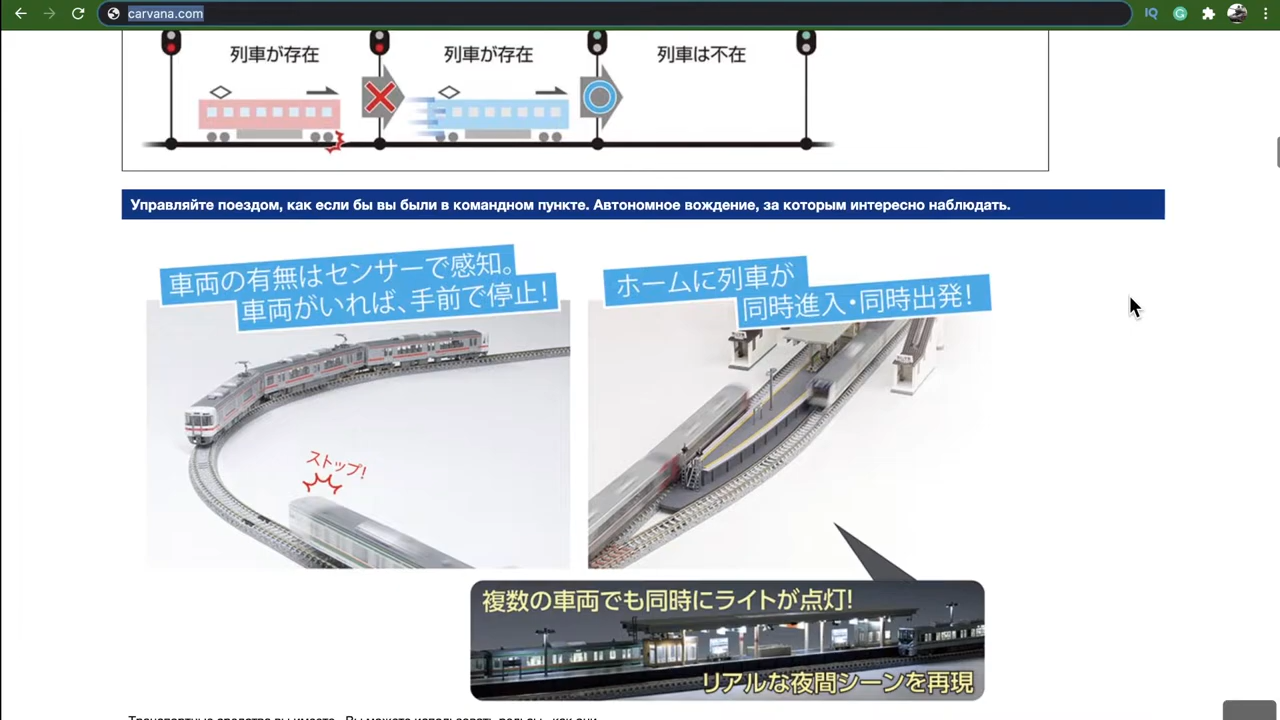 carvana.com
列車が存在
列車が存在
列車は不在
Управляйте поездом, как если бы вы были в командном пункте. Автономное вождение, за которым интересно наблюдать.
車両の有無はセンサーで感知。
車両がいれば、手前で停止!
ホームに列車が
同時進入・同時出発!
ストップ!
複数の車両でも同時にライトが点灯!
リアルな夜間シーンを再現